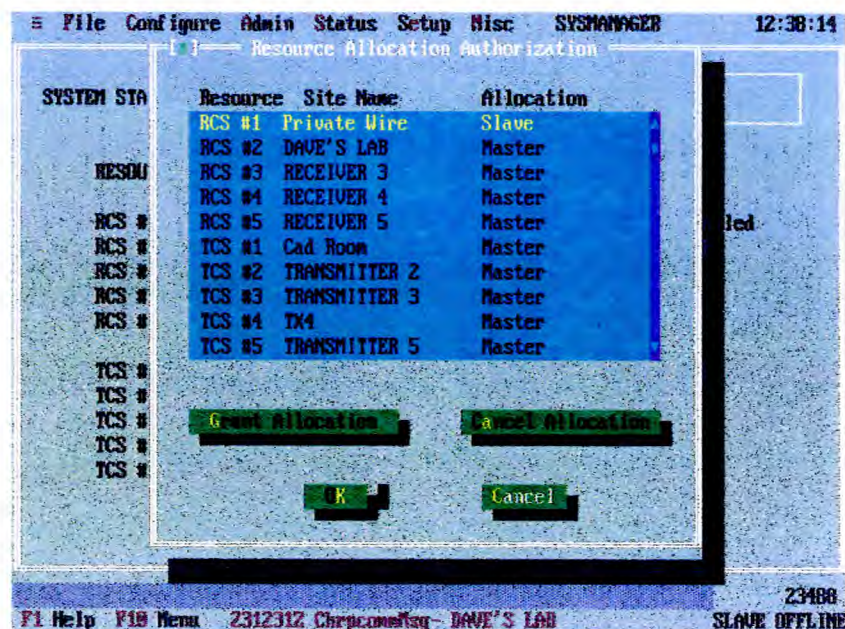 ≡ File Configure Admin Status Setup Misc SYSMANAGER 12:38:14
Resource Allocation Authorization
SYSTEM STA
Resource Site Name Allocation
RCS #1 Private Wire Slave
RCS #2 DAVE'S LAB Master
RESOU RCS #3 RECEIVER 3 Master
RCS #4 RECEIVER 4 Master
RCS # RCS #5 RECEIVER 5 Master led
RCS # TCS #1 Cad Room Master
RCS # TCS #2 TRANSMITTER 2 Master
RCS # TCS #3 TRANSMITTER 3 Master
RCS # TCS #4 TX4 Master
TCS #5 TRANSMITTER 5 Master
TCS #
TCS #
TCS # Grant Allocation Cancel Allocation
TCS #
TCS #
OK Cancel
23488
F1 Help F10 Menu 2312312 - DAVE'S LAB SLAVE OFFLINE